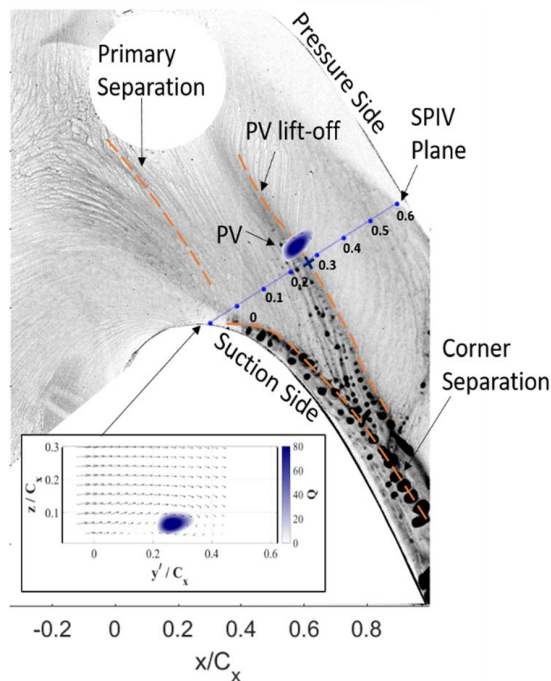 Primary
Separation
Pressure Side
PV lift-off
SPIV
Plane
PV
0.6
0.5
0.4
0.3
0.2
0.1
0
Suction Side
Corner
Separation
0.3
0.2
0.1
z / Cx
0 0.2 0.4 0.6
y' / Cx
80
60
40
20
0
Q
-0.2 0 0.2 0.4 0.6 0.8
x/Cx